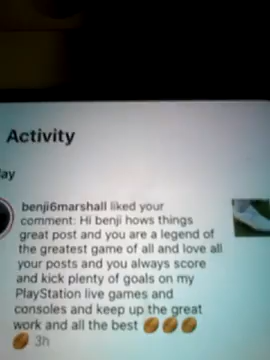 Activity
ay
benji6marshall liked your
comment: Hi benji hows things
great post and you are a legend of
the greatest game of all and love all
your posts and you always score
and kick plenty of goals on my
PlayStation live games and
consoles and keep up the great
work and all the best 🏉🏉🏉
🏉 3h